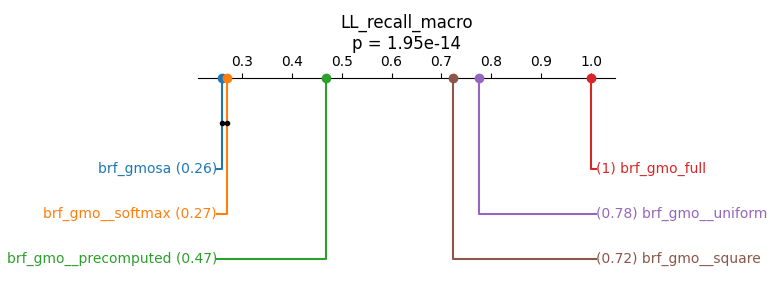 LL_recall_macro
p = 1.95e-14
0.3 0.4 0.5 0.6 0.7 0.8 0.9 1.0
brf_gmosa (0.26) (1) brf_gmo_full
brf_gmo__softmax (0.27) (0.78) brf_gmo__uniform
brf_gmo__precomputed (0.47) (0.72) brf_gmo__square